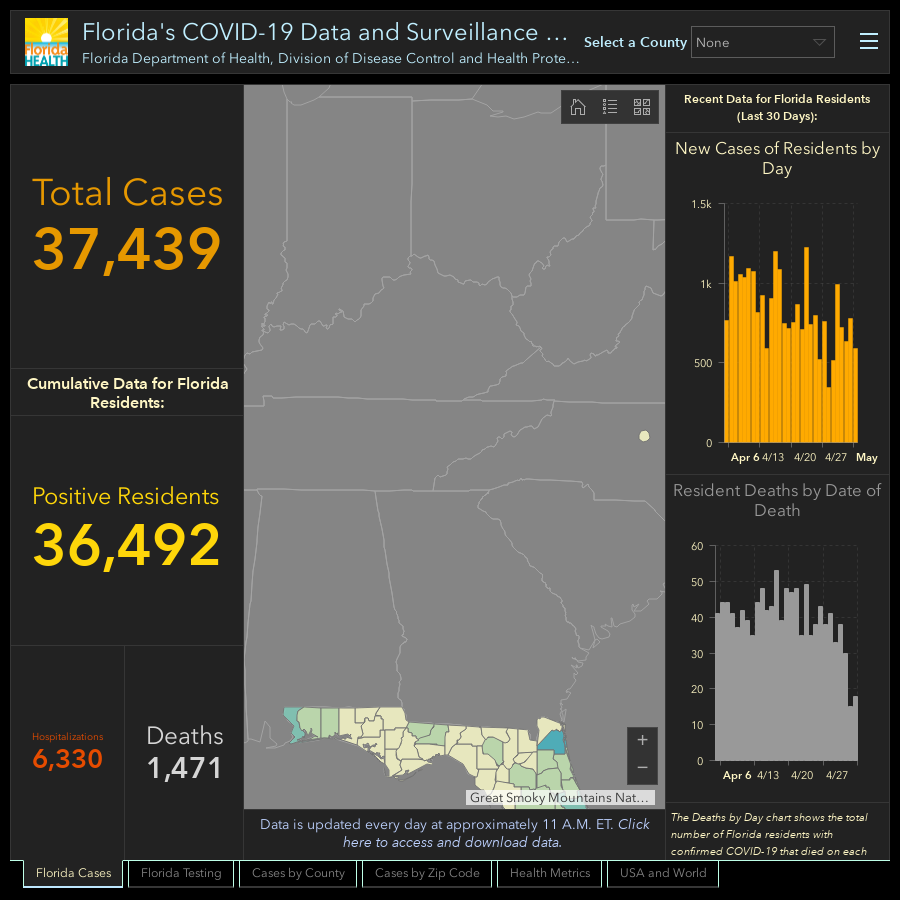 Florida
HEALTH
Florida's COVID-19 Data and Surveillance ...
Florida Department of Health, Division of Disease Control and Health Prote...
Select a County
None
Total Cases
37,439
Cumulative Data for Florida
Residents:
Positive Residents
36,492
Hospitalizations
6,330
Deaths
1,471
+
−
Great Smoky Mountains Nat...
Data is updated every day at approximately 11 A.M. ET. Click
here to access and download data.
Recent Data for Florida Residents
(Last 30 Days):
New Cases of Residents by
Day
1.5k
1k
500
0
Apr 6 4/13 4/20 4/27 May
Resident Deaths by Date of
Death
60
50
40
30
20
10
0
Apr 6 4/13 4/20 4/27
The Deaths by Day chart shows the total
number of Florida residents with
confirmed COVID-19 that died on each
Florida Cases
Florida Testing
Cases by County
Cases by Zip Code
Health Metrics
USA and World